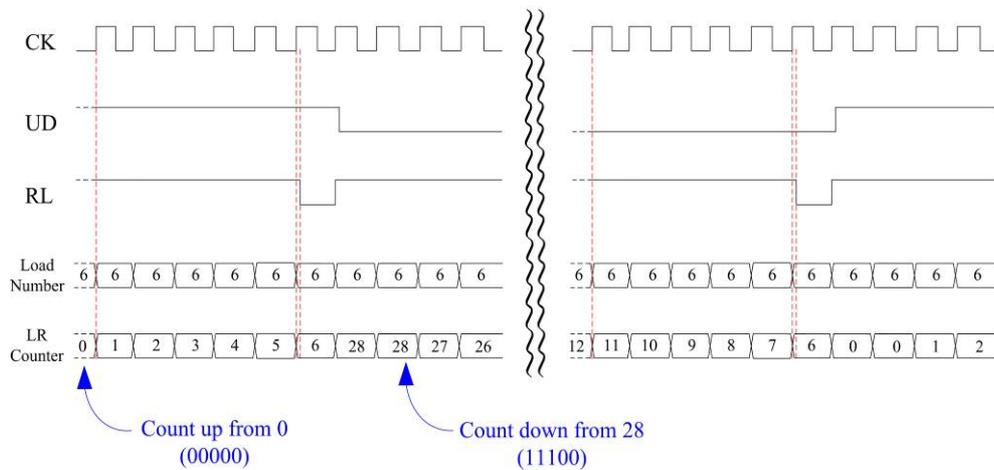 CK
UD
RL
Load
Number
6 6 6 6 6 6 6 6 6 6 6
6 6 6 6 6 6 6 6 6 6 6
LR
Counter
0 1 2 3 4 5 6 28 28 27 26
12 11 10 9 8 7 6 0 0 1 2
Count up from 0
(00000)
Count down from 28
(11100)